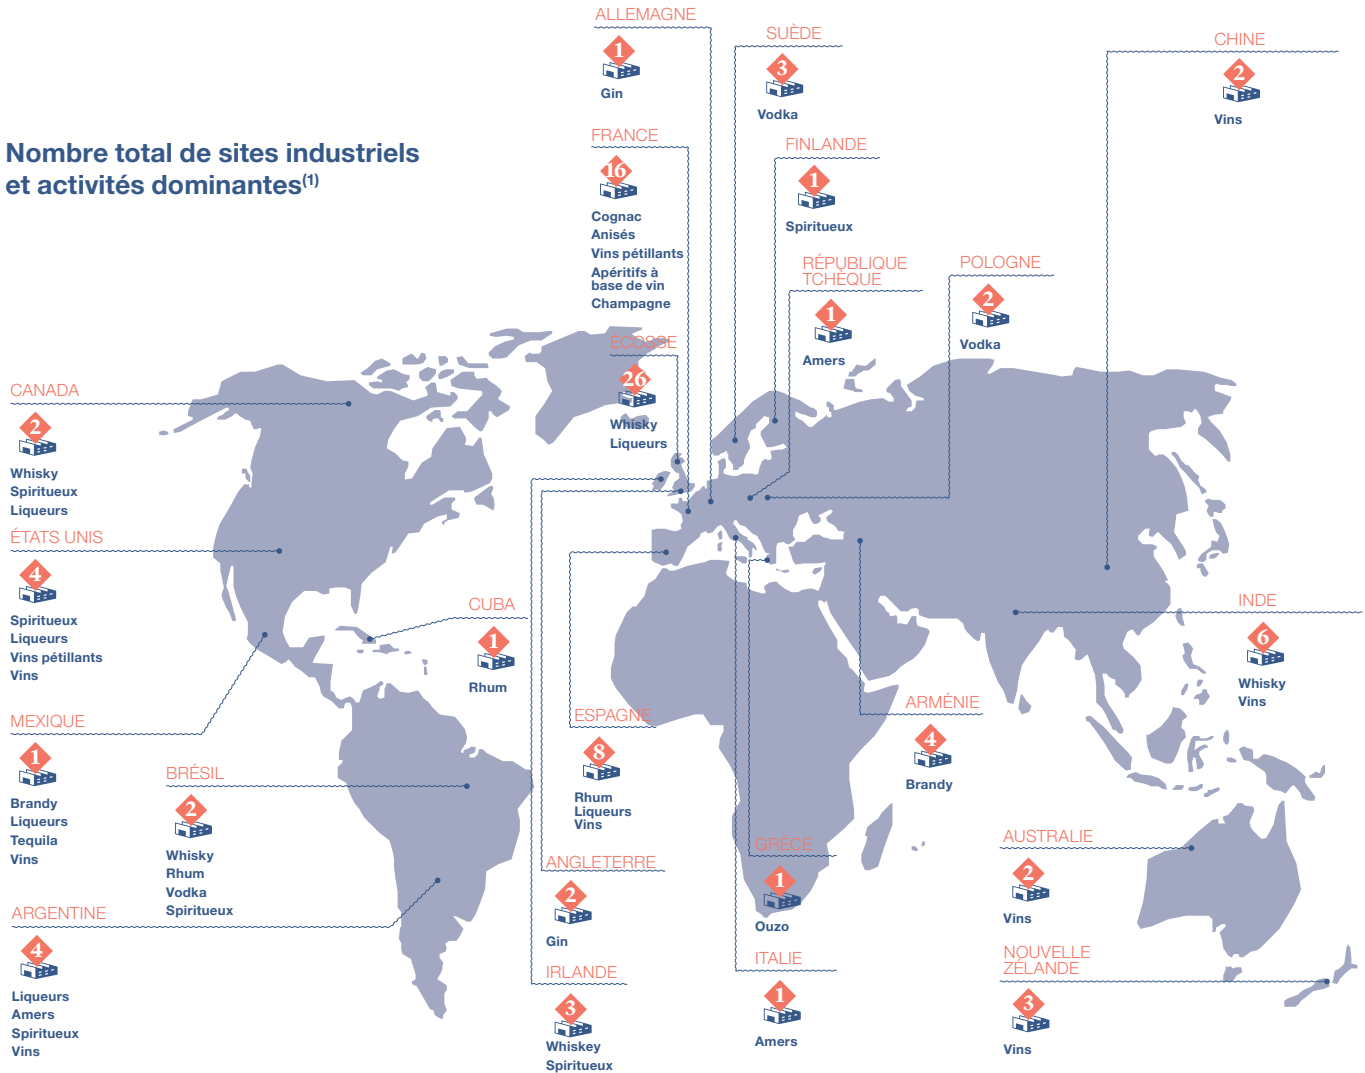 Nombre total de sites industriels
et activités dominantes(1)
ALLEMAGNE
1
Gin
SUÈDE
3
Vodka
CHINE
2
Vins
FRANCE
16
Cognac
Anisés
Vins pétillants
Apéritifs à
base de vin
Champagne
FINLANDE
1
Spiritueux
RÉPUBLIQUE
TCHÈQUE
1
Amers
POLOGNE
2
Vodka
ÉCOSSE
26
Whisky
Liqueurs
CANADA
2
Whisky
Spiritueux
Liqueurs
ÉTATS UNIS
4
Spiritueux
Liqueurs
Vins pétillants
Vins
CUBA
1
Rhum
INDE
6
Whisky
Vins
MEXIQUE
1
Brandy
Liqueurs
Tequila
Vins
BRÉSIL
2
Whisky
Rhum
Vodka
Spiritueux
ESPAGNE
8
Rhum
Liqueurs
Vins
ARMÉNIE
4
Brandy
ARGENTINE
4
Liqueurs
Amers
Spiritueux
Vins
ANGLETERRE
2
Gin
GRÈCE
1
Ouzo
AUSTRALIE
2
Vins
IRLANDE
3
Whiskey
Spiritueux
ITALIE
1
Amers
NOUVELLE
ZÉLANDE
3
Vins